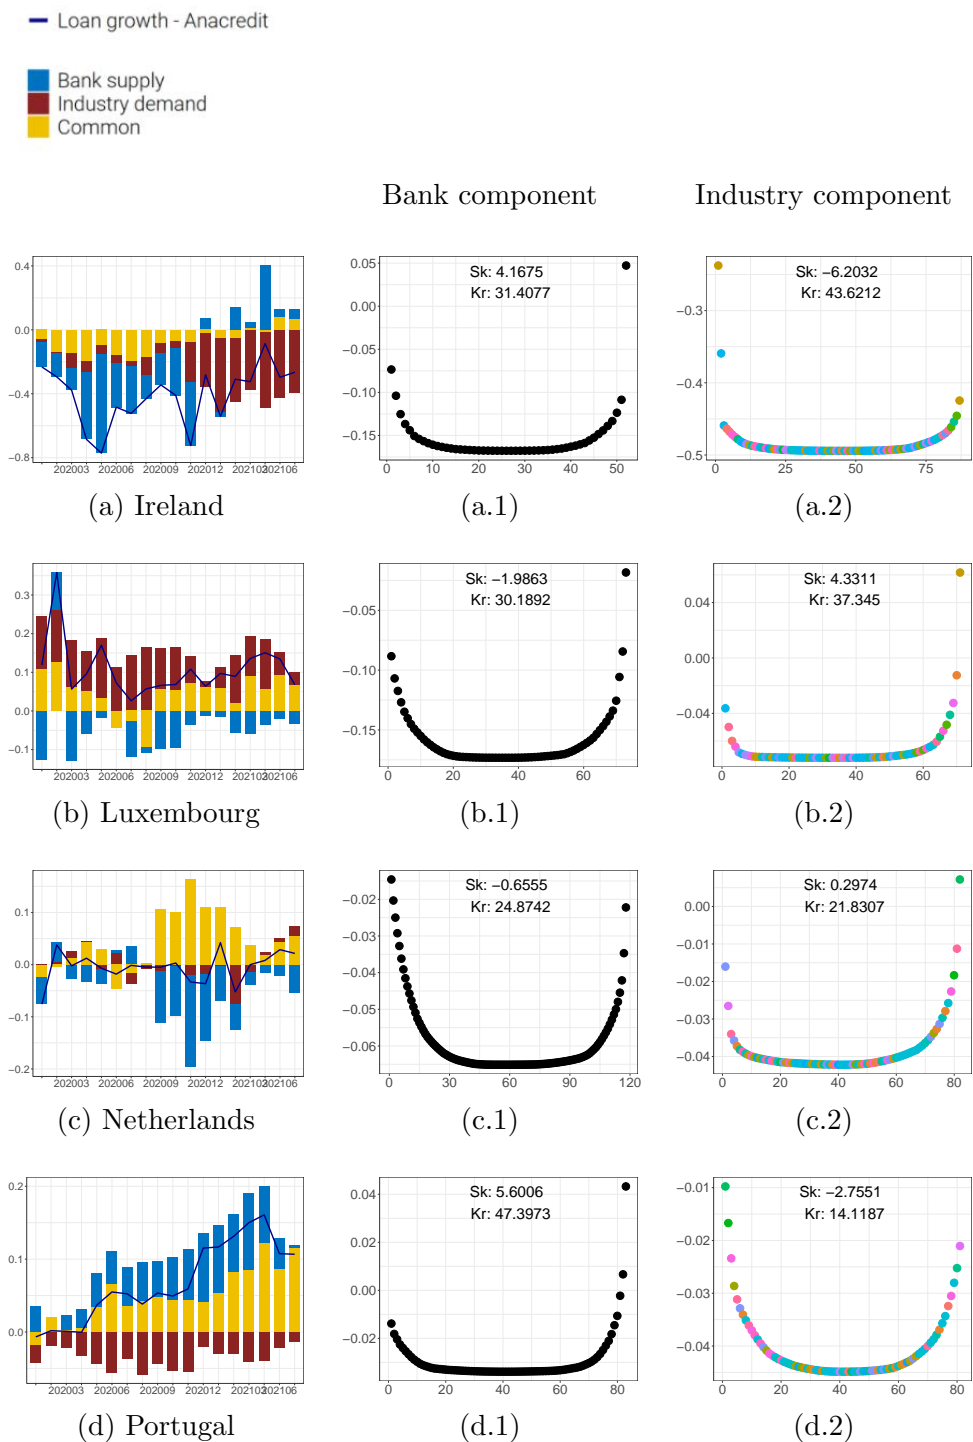 Loan growth - Anacredit
Bank supply
Industry demand
Common
Bank component Industry component
0.4
0.0
−0.4
−0.8
202003 202006 202009 202012 202103 202106
Sk: 4.1675
Kr: 31.4077
0.05
0.00
−0.05
−0.10
−0.15
0 10 20 30 40 50
Sk: −6.2032
Kr: 43.6212
−0.3
−0.4
−0.5
0 25 50 75
(a) Ireland (a.1) (a.2)
0.3
0.2
0.1
0.0
−0.1
202003 202006 202009 202012 202103 202106
Sk: −1.9863
Kr: 30.1892
−0.05
−0.10
−0.15
0 20 40 60
Sk: 4.3311
Kr: 37.345
0.04
0.00
−0.04
0 20 40 60
(b) Luxembourg (b.1) (b.2)
0.1
0.0
−0.1
−0.2
202003 202006 202009 202012 202103 202106
Sk: −0.6555
Kr: 24.8742
−0.02
−0.03
−0.04
−0.05
−0.06
0 30 60 90 120
Sk: 0.2974
Kr: 21.8307
0.00
−0.01
−0.02
−0.03
−0.04
0 20 40 60 80
(c) Netherlands (c.1) (c.2)
0.2
0.1
0.0
202003 202006 202009 202012 202103 202106
Sk: 5.6006
Kr: 47.3973
0.04
0.02
0.00
−0.02
0 20 40 60 80
Sk: −2.7551
Kr: 14.1187
−0.01
−0.02
−0.03
−0.04
0 20 40 60 80
(d) Portugal (d.1) (d.2)